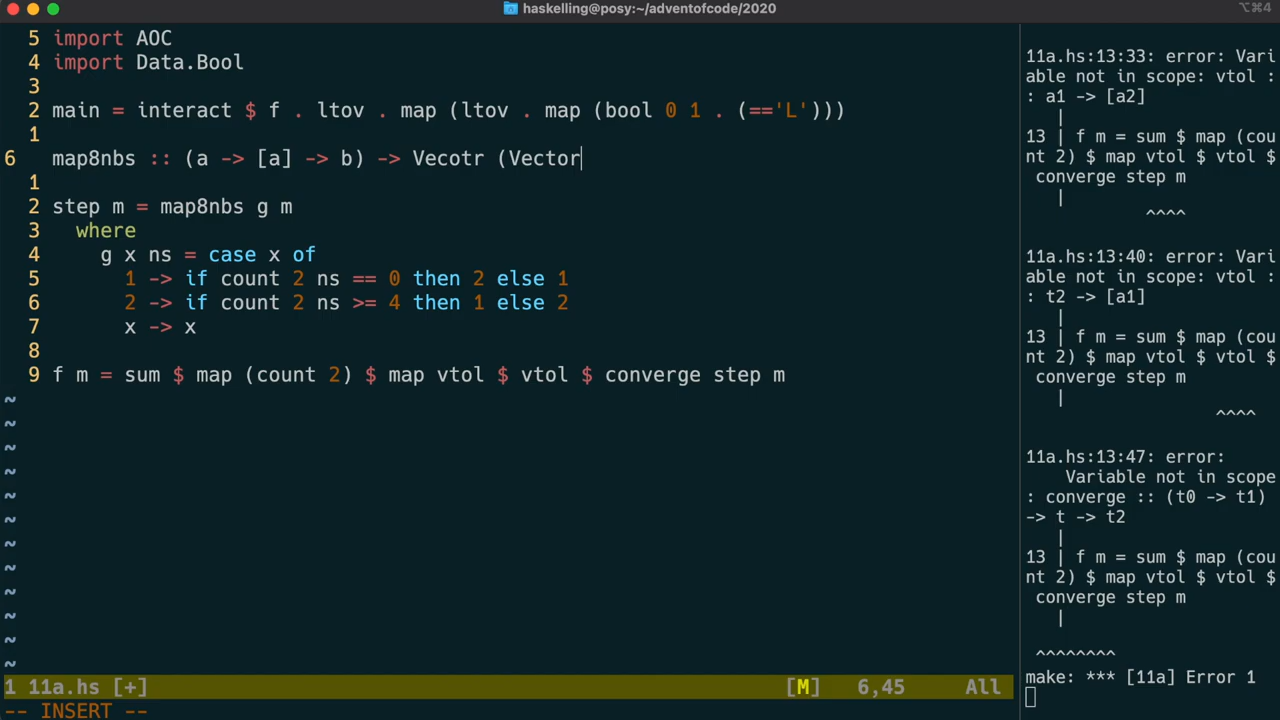 haskelling@posy:~/adventofcode/2020
⌥⌘4
5 import AOC
4 import Data.Bool
3
2 main = interact $ f . ltov . map (ltov . map (bool 0 1 . (=='L')))
1
6 map8nbs :: (a -> [a] -> b) -> Vecotr (Vector
1
2 step m = map8nbs g m
3 where
4 g x ns = case x of
5 1 -> if count 2 ns == 0 then 2 else 1
6 2 -> if count 2 ns >= 4 then 1 else 2
7 x -> x
8
9 f m = sum $ map (count 2) $ map vtol $ vtol $ converge step m
~
~
~
~
~
~
~
~
~
~
~
~
1 11a.hs [+] [M] 6,45 All
-- INSERT --
11a.hs:13:33: error: Vari
able not in scope: vtol :
: a1 -> [a2]
|
13 | f m = sum $ map (cou
nt 2) $ map vtol $ vtol $
converge step m
|
^^^^
11a.hs:13:40: error: Vari
able not in scope: vtol :
: t2 -> [a1]
|
13 | f m = sum $ map (cou
nt 2) $ map vtol $ vtol $
converge step m
|
^^^^
11a.hs:13:47: error:
Variable not in scope
: converge :: (t0 -> t1)
-> t -> t2
|
13 | f m = sum $ map (cou
nt 2) $ map vtol $ vtol $
converge step m
|
^^^^^^^^
make: *** [11a] Error 1